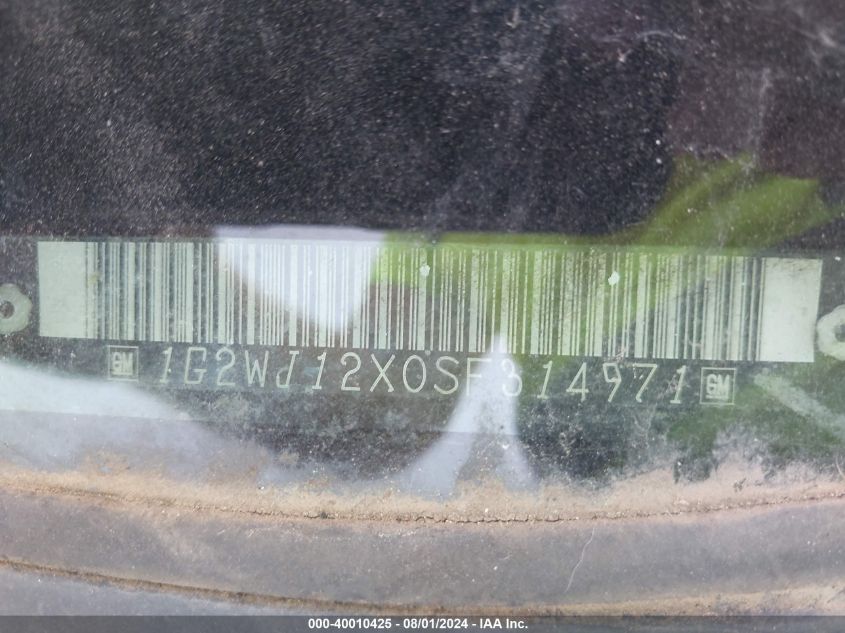 GM 1G2WJ12X0SF314971 GM
000-40010425 - 08/01/2024 - IAA Inc.